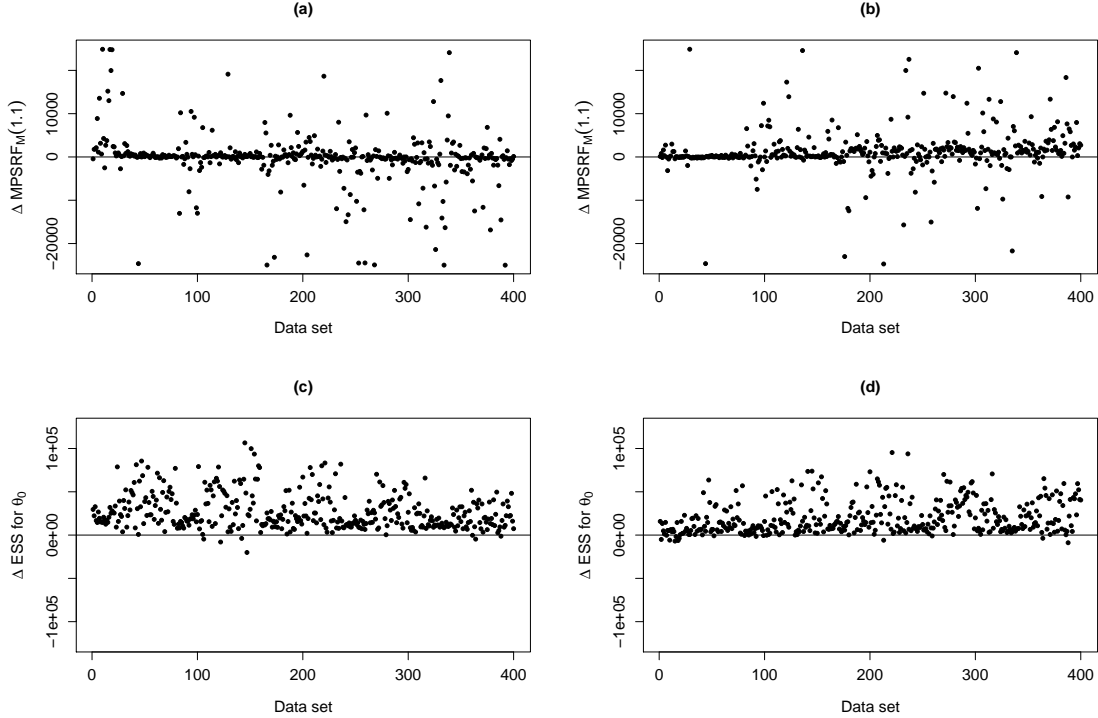 (a)
Δ MPSRF_M(1.1)
10000
0
−20000
0 100 200 300 400
Data set
(b)
Δ MPSRF_M(1.1)
10000
0
−20000
0 100 200 300 400
Data set
(c)
Δ ESS for θ₀
1e+05
0e+00
−1e+05
0 100 200 300 400
Data set
(d)
Δ ESS for θ₀
1e+05
0e+00
−1e+05
0 100 200 300 400
Data set